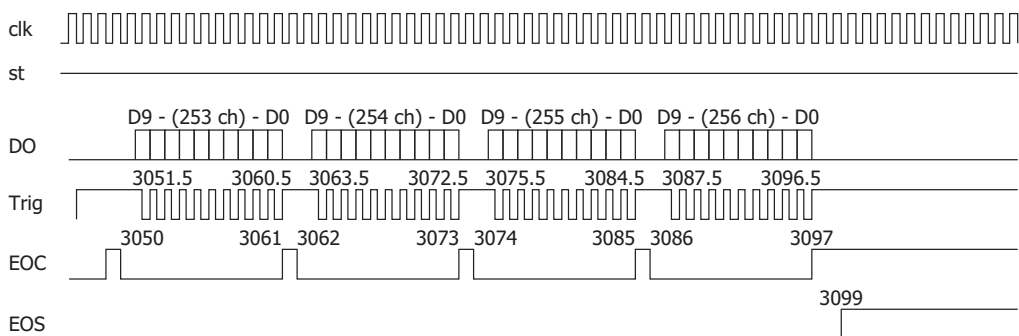 clk
st
D9 - (253 ch) - D0 D9 - (254 ch) - D0 D9 - (255 ch) - D0 D9 - (256 ch) - D0
DO
3051.5 3060.5 3063.5 3072.5 3075.5 3084.5 3087.5 3096.5
Trig
3050 3061 3062 3073 3074 3085 3086 3097
EOC
3099
EOS